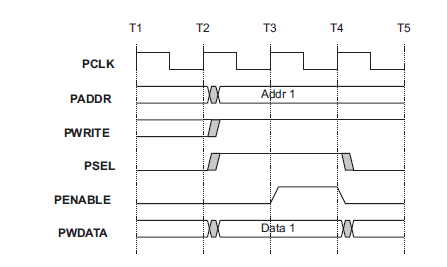 T1 T2 T3 T4 T5
PCLK
PADDR Addr 1
PWRITE
PSEL
PENABLE
PWDATA Data 1